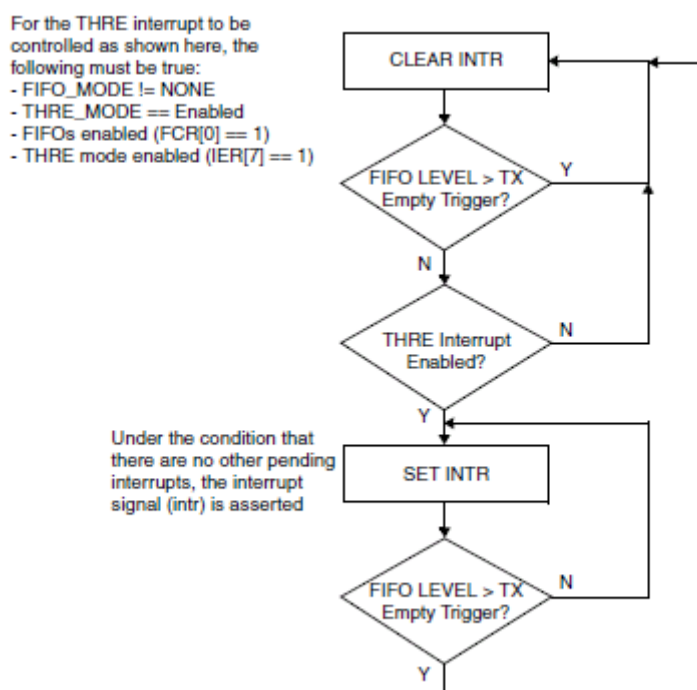 For the THRE interrupt to be
controlled as shown here, the
following must be true:
- FIFO_MODE != NONE
- THRE_MODE == Enabled
- FIFOs enabled (FCR[0] == 1)
- THRE mode enabled (IER[7] == 1)
CLEAR INTR
FIFO LEVEL > TX
Empty Trigger?
Y
N
THRE Interrupt
Enabled?
N
Y
Under the condition that
there are no other pending
interrupts, the interrupt
signal (intr) is asserted
SET INTR
FIFO LEVEL > TX
Empty Trigger?
N
Y